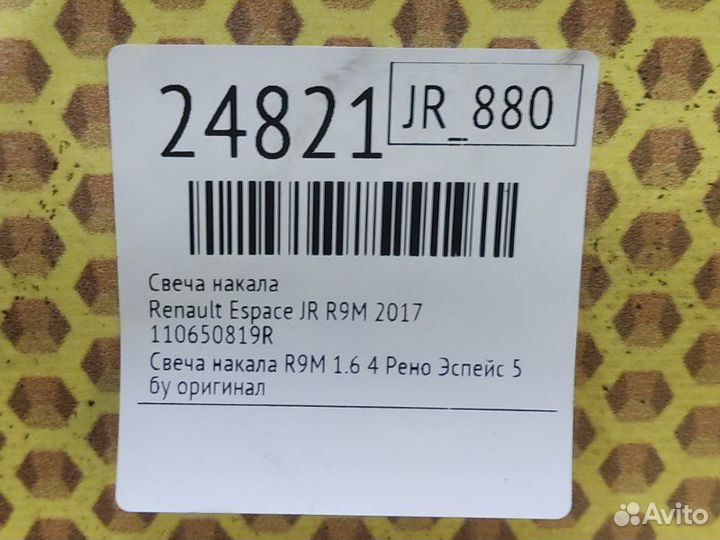 24821
JR_880
Свеча накала
Renault Espace JR R9M 2017
110650819R
Свеча накала R9M 1.6 4 Рено Эспейс 5
бу оригинал
Avito